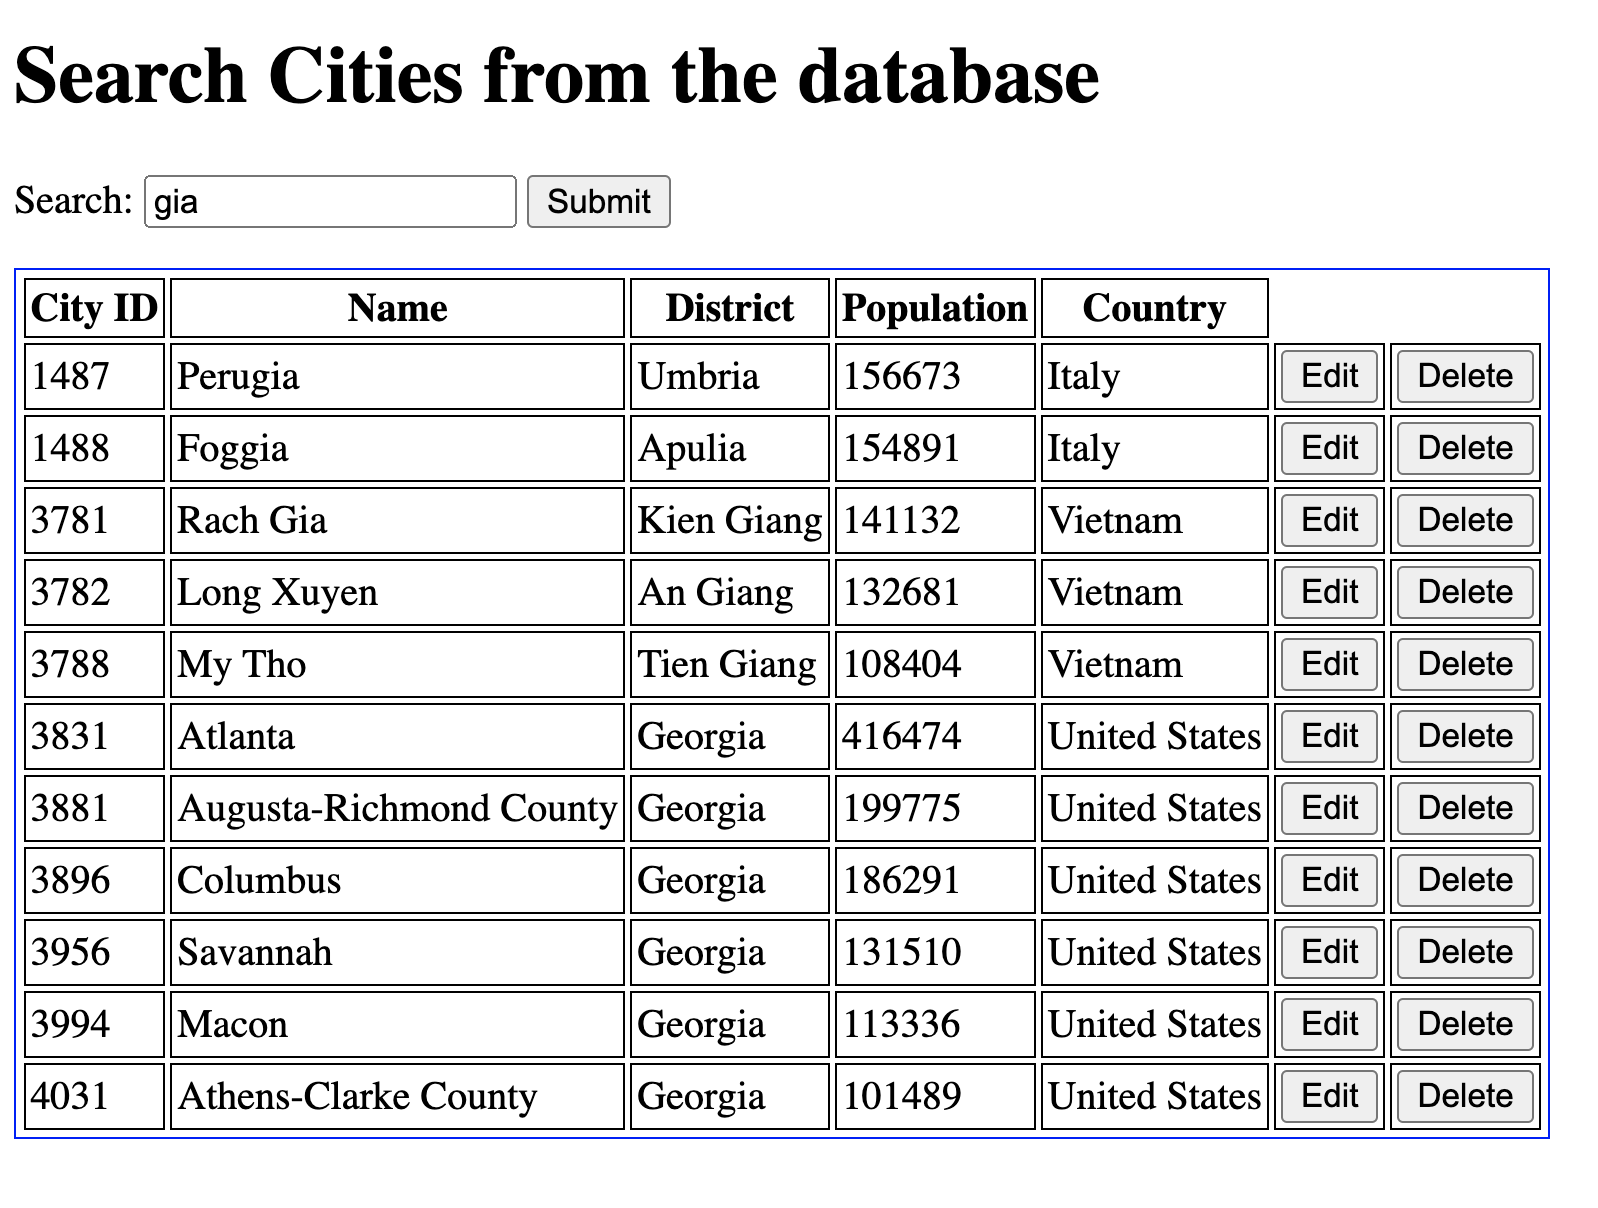 Search Cities from the database
Search: gia Submit
City ID Name District Population Country
1487 Perugia Umbria 156673 Italy Edit Delete
1488 Foggia Apulia 154891 Italy Edit Delete
3781 Rach Gia Kien Giang 141132 Vietnam Edit Delete
3782 Long Xuyen An Giang 132681 Vietnam Edit Delete
3788 My Tho Tien Giang 108404 Vietnam Edit Delete
3831 Atlanta Georgia 416474 United States Edit Delete
3881 Augusta-Richmond County Georgia 199775 United States Edit Delete
3896 Columbus Georgia 186291 United States Edit Delete
3956 Savannah Georgia 131510 United States Edit Delete
3994 Macon Georgia 113336 United States Edit Delete
4031 Athens-Clarke County Georgia 101489 United States Edit Delete